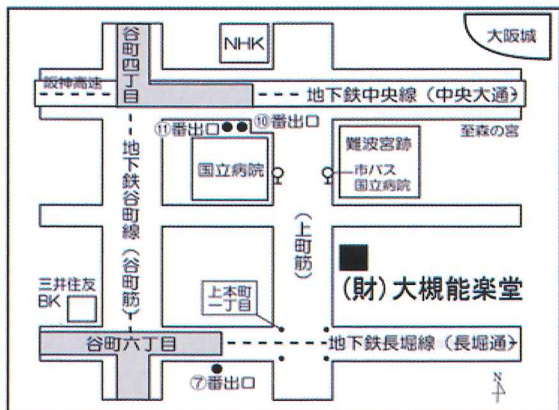 谷町四丁目
NHK
大阪城
阪神高速
地下鉄中央線（中央大通）
⑪番出口
⑩番出口
至森の宮
国立病院
難波宮跡
市バス
国立病院
地下鉄谷町線（谷町筋）
（上町筋）
三井住友
BK
上本町
一丁目
（財）大槻能楽堂
谷町六丁目
地下鉄長堀線（長堀通）
⑦番出口
N